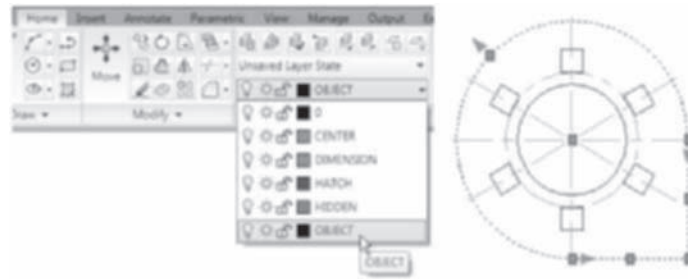 Home Insert Annotate Parametric View Manage Output
Move
Unsaved Layer State
OBJECT
Draw Modify
0
CENTER
DIMENSION
HATCH
HIDDEN
OBJECT
OBJECT